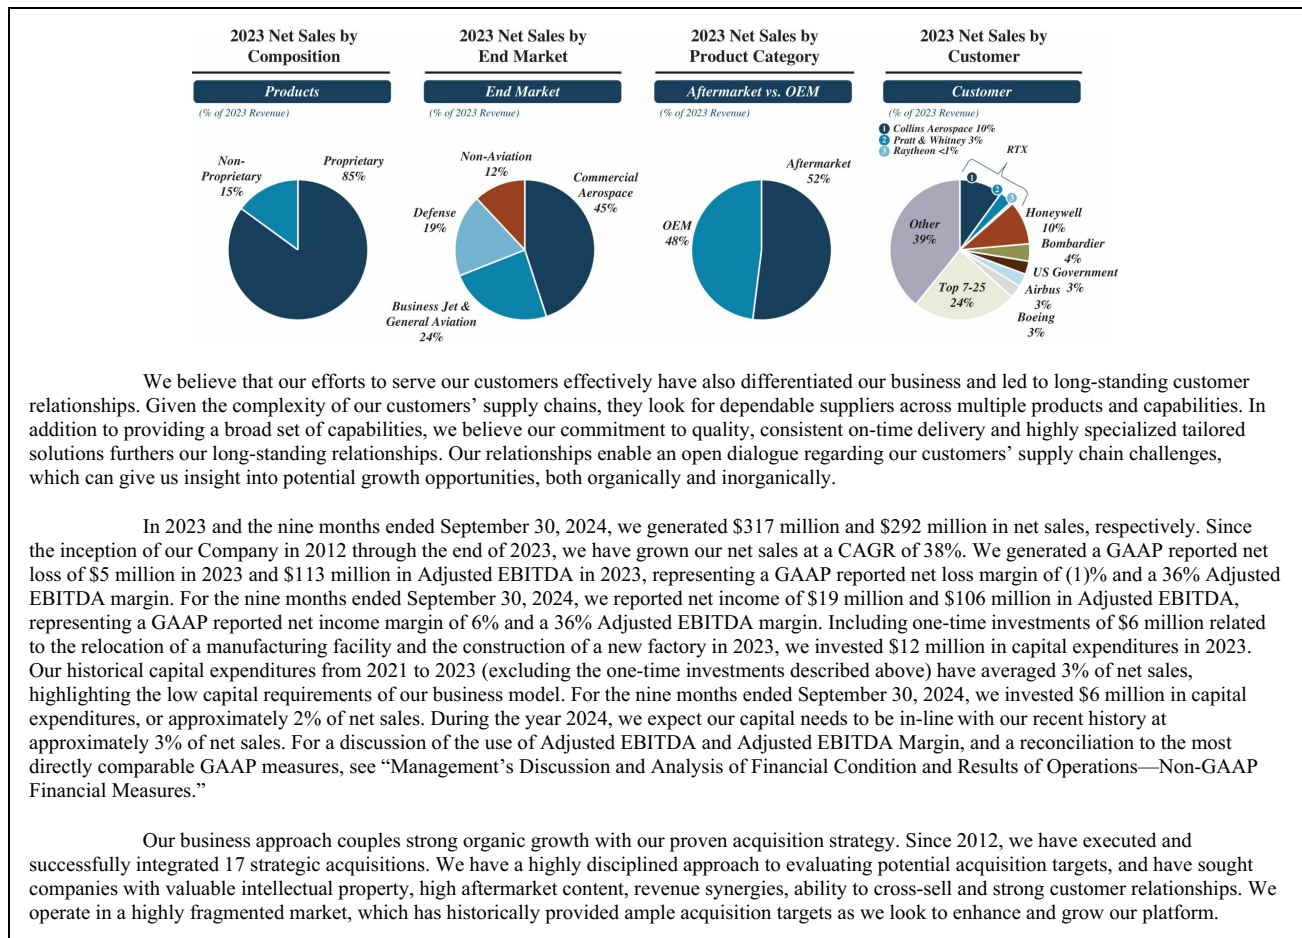 2023 Net Sales by
Composition
Products
(% of 2023 Revenue)
Non-
Proprietary
15%
Proprietary
85%
2023 Net Sales by
End Market
End Market
(% of 2023 Revenue)
Non-Aviation
12%
Commercial
Aerospace
45%
Defense
19%
Business Jet &
General Aviation
24%
2023 Net Sales by
Product Category
Aftermarket vs. OEM
(% of 2023 Revenue)
Aftermarket
52%
OEM
48%
2023 Net Sales by
Customer
Customer
(% of 2023 Revenue)
1 Collins Aerospace 10%
2 Pratt & Whitney 3%
3 Raytheon <1%
RTX
1
2
3
Other
39%
Honeywell
10%
Bombardier
4%
US Government
3%
Airbus
3%
Boeing
3%
Top 7-25
24%
We believe that our efforts to serve our customers effectively have also differentiated our business and led to long-standing customer
relationships. Given the complexity of our customers’ supply chains, they look for dependable suppliers across multiple products and capabilities. In
addition to providing a broad set of capabilities, we believe our commitment to quality, consistent on-time delivery and highly specialized tailored
solutions furthers our long-standing relationships. Our relationships enable an open dialogue regarding our customers’ supply chain challenges,
which can give us insight into potential growth opportunities, both organically and inorganically.
In 2023 and the nine months ended September 30, 2024, we generated $317 million and $292 million in net sales, respectively. Since
the inception of our Company in 2012 through the end of 2023, we have grown our net sales at a CAGR of 38%. We generated a GAAP reported net
loss of $5 million in 2023 and $113 million in Adjusted EBITDA in 2023, representing a GAAP reported net loss margin of (1)% and a 36% Adjusted
EBITDA margin. For the nine months ended September 30, 2024, we reported net income of $19 million and $106 million in Adjusted EBITDA,
representing a GAAP reported net income margin of 6% and a 36% Adjusted EBITDA margin. Including one-time investments of $6 million related
to the relocation of a manufacturing facility and the construction of a new factory in 2023, we invested $12 million in capital expenditures in 2023.
Our historical capital expenditures from 2021 to 2023 (excluding the one-time investments described above) have averaged 3% of net sales,
highlighting the low capital requirements of our business model. For the nine months ended September 30, 2024, we invested $6 million in capital
expenditures, or approximately 2% of net sales. During the year 2024, we expect our capital needs to be in-line with our recent history at
approximately 3% of net sales. For a discussion of the use of Adjusted EBITDA and Adjusted EBITDA Margin, and a reconciliation to the most
directly comparable GAAP measures, see “Management’s Discussion and Analysis of Financial Condition and Results of Operations—Non-GAAP
Financial Measures.”
Our business approach couples strong organic growth with our proven acquisition strategy. Since 2012, we have executed and
successfully integrated 17 strategic acquisitions. We have a highly disciplined approach to evaluating potential acquisition targets, and have sought
companies with valuable intellectual property, high aftermarket content, revenue synergies, ability to cross-sell and strong customer relationships. We
operate in a highly fragmented market, which has historically provided ample acquisition targets as we look to enhance and grow our platform.